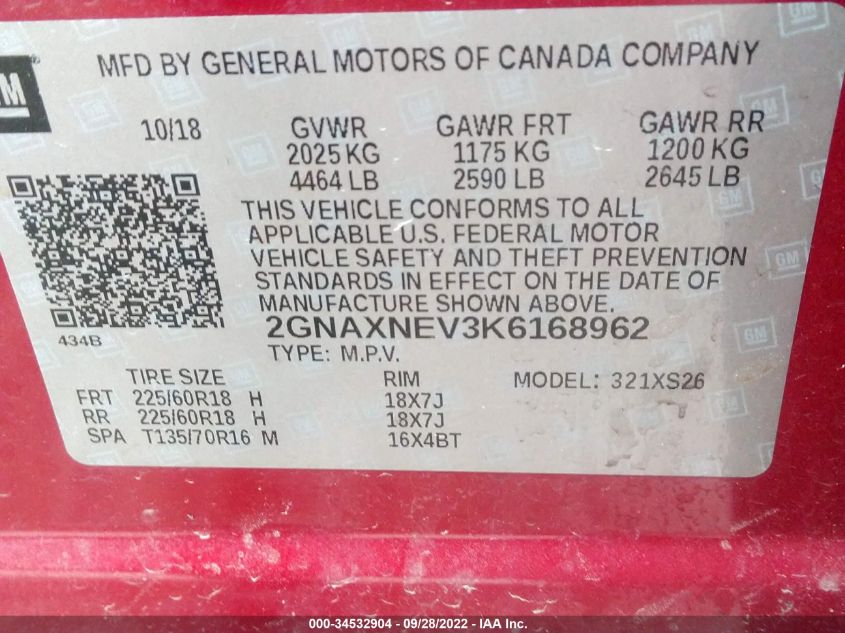 GM
MFD BY GENERAL MOTORS OF CANADA COMPANY
10/18 GVWR GAWR FRT GAWR RR
2025 KG 1175 KG 1200 KG
4464 LB 2590 LB 2645 LB
THIS VEHICLE CONFORMS TO ALL
APPLICABLE U.S. FEDERAL MOTOR
VEHICLE SAFETY AND THEFT PREVENTION
STANDARDS IN EFFECT ON THE DATE OF
MANUFACTURE SHOWN ABOVE.
434B 2GNAXNEV3K6168962
TYPE: M.P.V.
TIRE SIZE RIM MODEL: 321XS26
FRT 225/60R18 H 18X7J
RR 225/60R18 H 18X7J
SPA T135/70R16 M 16X4BT
000-34532904 - 09/28/2022 - IAA Inc.